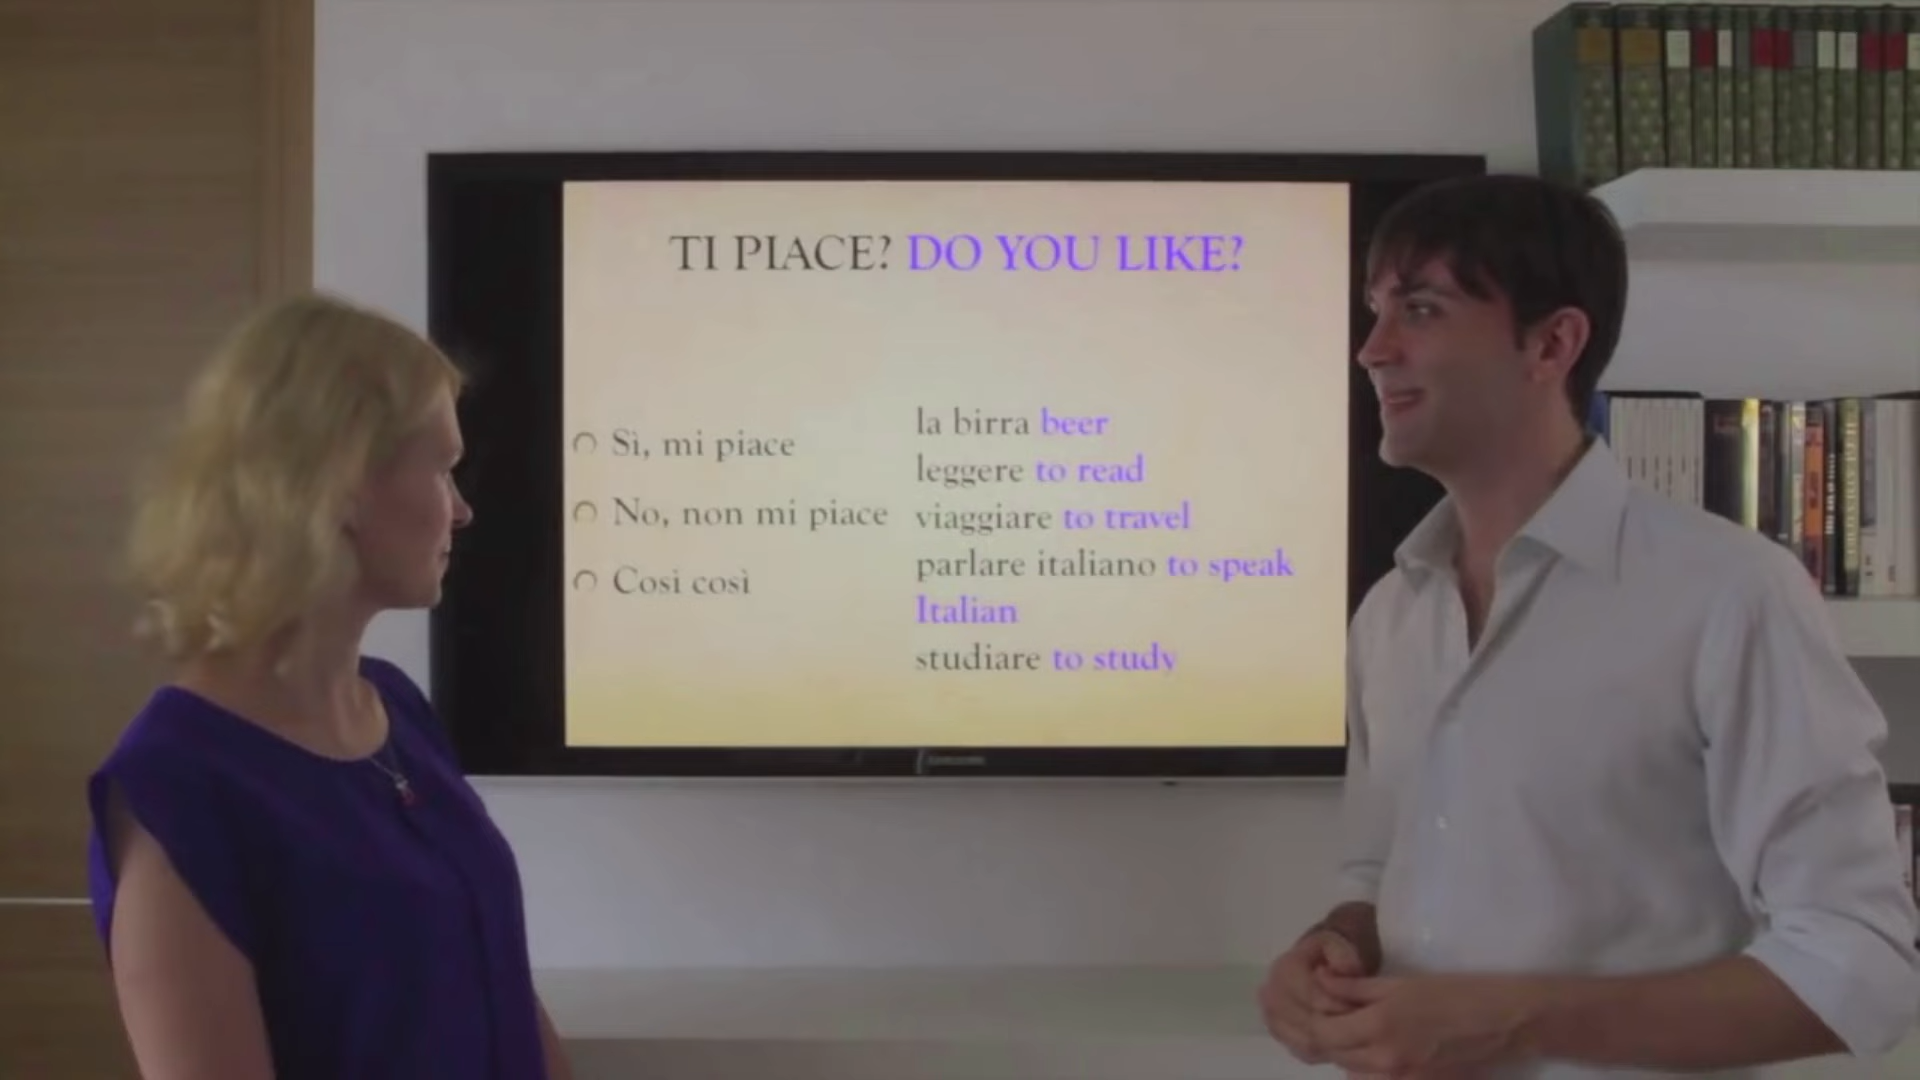 TI PIACE? DO YOU LIKE?
Sì, mi piace
No, non mi piace
Così così
la birra beer
leggere to read
viaggiare to travel
parlare italiano to speak
Italian
studiare to study